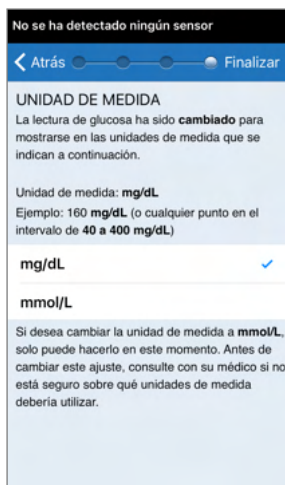 No se ha detectado ningún sensor
Atrás Finalizar
UNIDAD DE MEDIDA
La lectura de glucosa ha sido cambiado para
mostrarse en las unidades de medida que se
indican a continuación.
Unidad de medida: mg/dL
Ejemplo: 160 mg/dL (o cualquier punto en el
intervalo de 40 a 400 mg/dL)
mg/dL
mmol/L
Si desea cambiar la unidad de medida a mmol/L,
solo puede hacerlo en este momento. Antes de
cambiar este ajuste, consulte con su médico si no
está seguro sobre qué unidades de medida
debería utilizar.